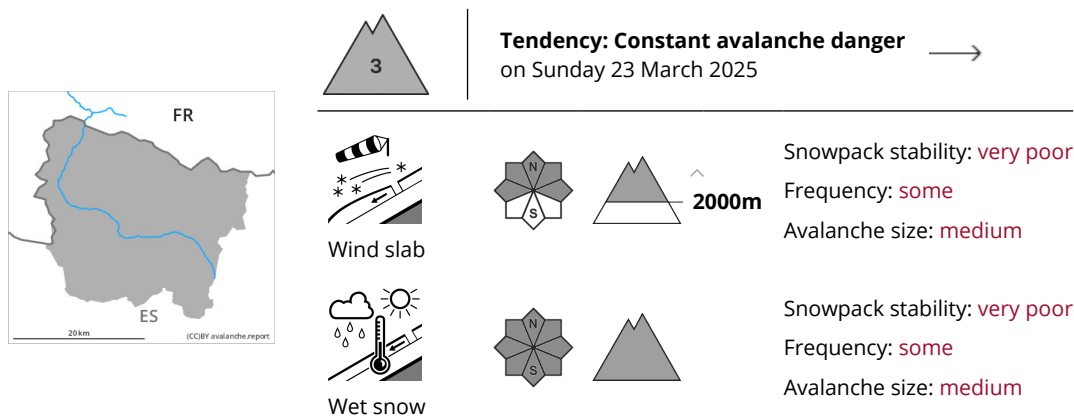 3
Tendency: Constant avalanche danger
on Sunday 23 March 2025
FR
ES
20 km
(CC)BY avalanche.report
Wind slab
N
S
2000m
Snowpack stability: very poor
Frequency: some
Avalanche size: medium
Wet snow
N
S
Snowpack stability: very poor
Frequency: some
Avalanche size: medium